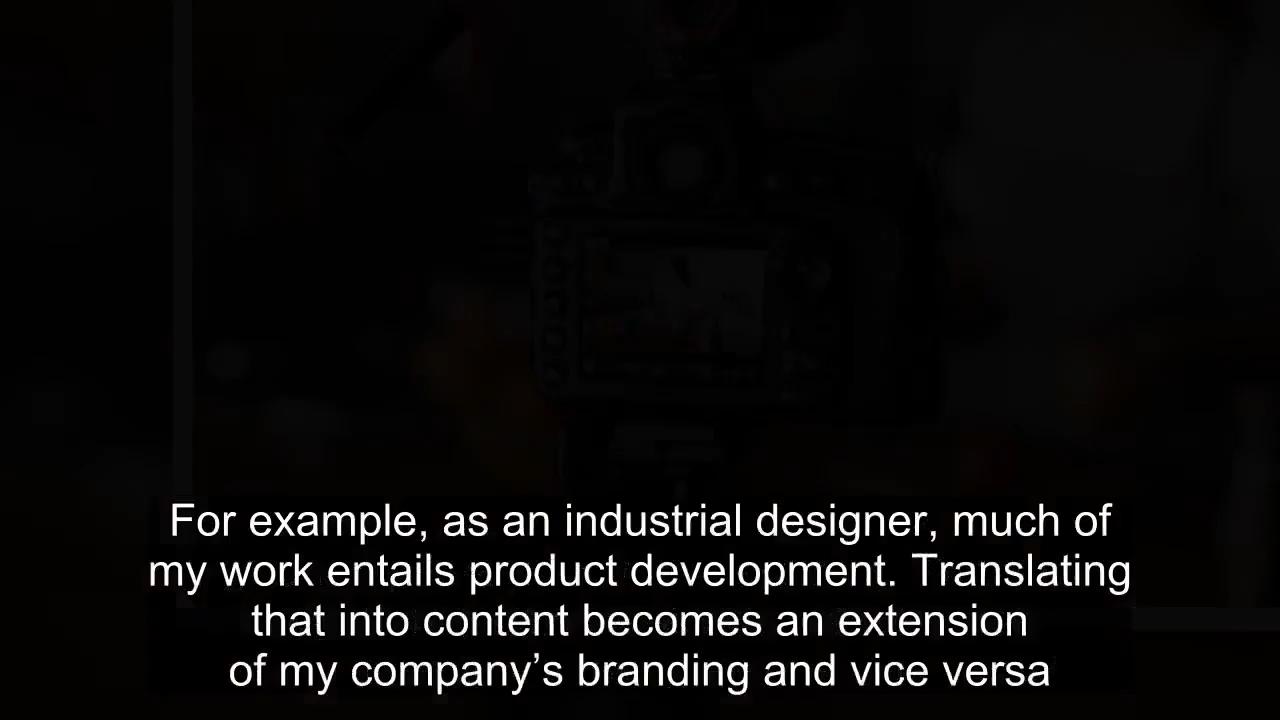 For example, as an industrial designer, much of
my work entails product development. Translating
that into content becomes an extension
of my company’s branding and vice versa